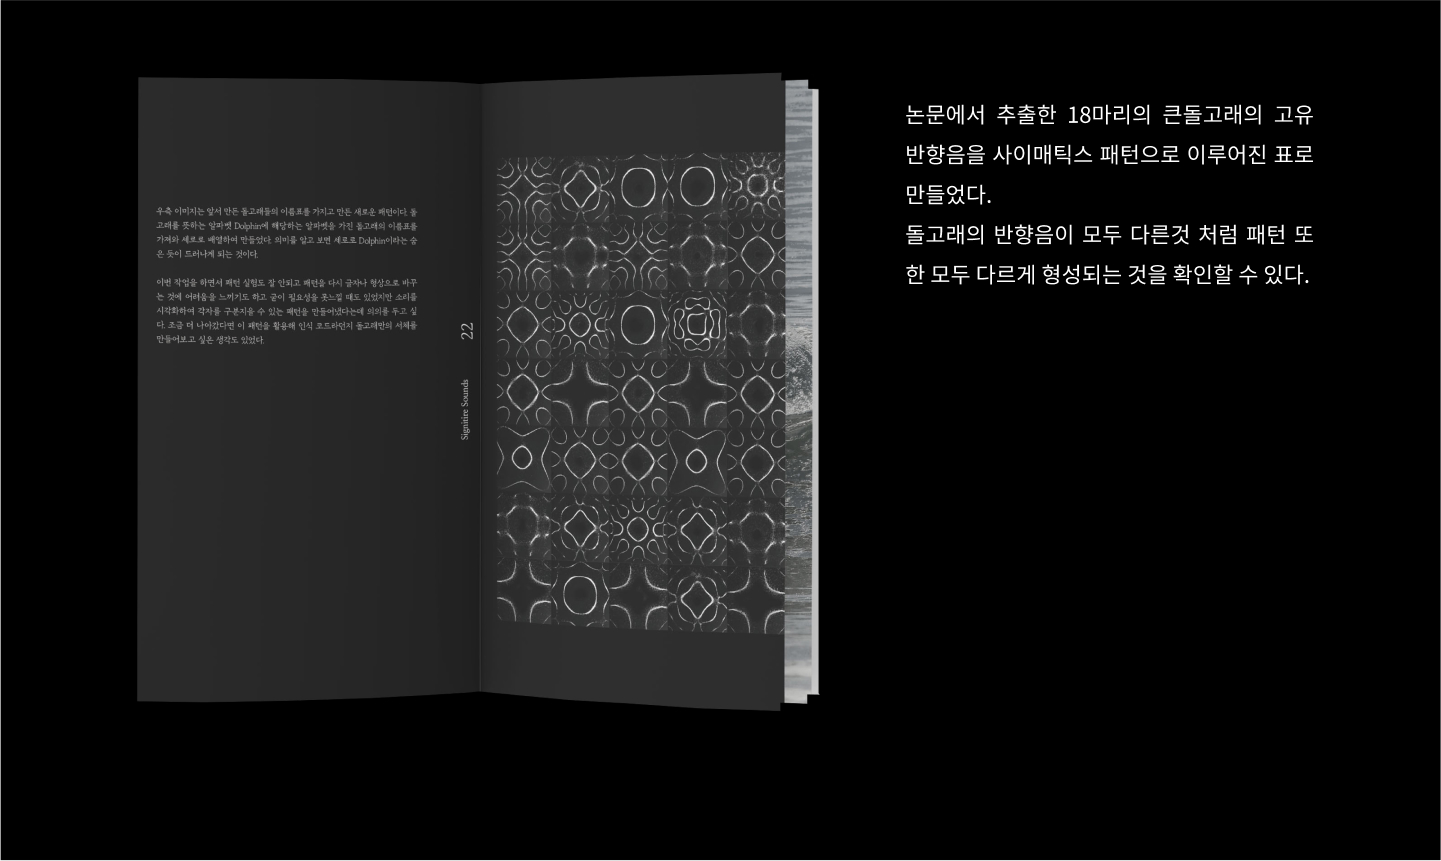 우측 이미지는 앞서 만든 돌고래들의 이름표를 가지고 만든 새로운 패턴이다. 돌
고래를 뜻하는 알파벳 Dolphin에 해당하는 알파벳을 가진 돌고래의 이름표를
가져와 세로로 배열하여 만들었다. 의미를 알고 보면 세로로 Dolphin이라는 숨
은 뜻이 드러나게 되는 것이다.
이번 작업을 하면서 패턴 실험도 잘 안되고 패턴을 다시 글자나 형상으로 바꾸
는 것에 어려움을 느끼기도 하고 굳이 필요성을 못느낄 때도 있었지만 소리를
시각화하여 각자를 구분지을 수 있는 패턴을 만들어냈다는데 의의를 두고 싶
다. 조금 더 나아갔다면 이 패턴을 활용해 인식 코드라던지 돌고래만의 서체를
만들어보고 싶은 생각도 있었다.
22
Signitire Sounds
논문에서 추출한 18마리의 큰돌고래의 고유
반향음을 사이매틱스 패턴으로 이루어진 표로
만들었다.
돌고래의 반향음이 모두 다른것 처럼 패턴 또
한 모두 다르게 형성되는 것을 확인할 수 있다.